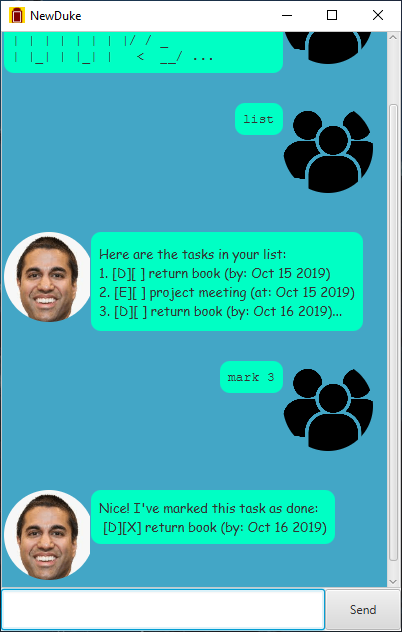 NewDuke
| | | | | | | |/ / _
| |_| | |_| |   <  __/ ...
list
Here are the tasks in your list:
1. [D][ ] return book (by: Oct 15 2019)
2. [E][ ] project meeting (at: Oct 15 2019)
3. [D][ ] return book (by: Oct 16 2019)...
mark 3
Nice! I've marked this task as done:
[D][X] return book (by: Oct 16 2019)
Send